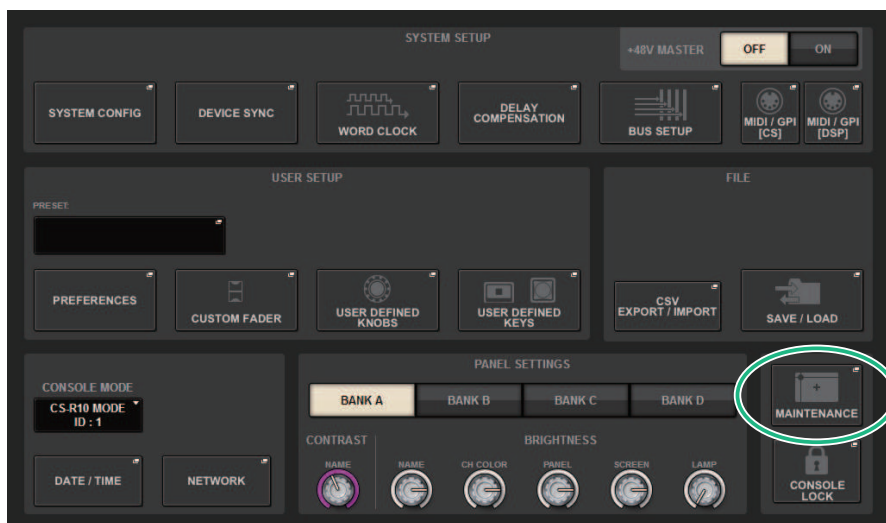 SYSTEM SETUP
+48V MASTER
OFF
ON
SYSTEM CONFIG
DEVICE SYNC
WORD CLOCK
DELAY
COMPENSATION
BUS SETUP
MIDI / GPI
[CS]
MIDI / GPI
[DSP]
USER SETUP
PRESET:
PREFERENCES
CUSTOM FADER
USER DEFINED
KNOBS
USER DEFINED
KEYS
FILE
CSV
EXPORT / IMPORT
SAVE / LOAD
CONSOLE MODE
CS-R10 MODE
ID : 1
DATE / TIME
NETWORK
PANEL SETTINGS
BANK A
BANK B
BANK C
BANK D
CONTRAST
BRIGHTNESS
NAME
NAME
CH COLOR
PANEL
SCREEN
LAMP
MAINTENANCE
CONSOLE
LOCK